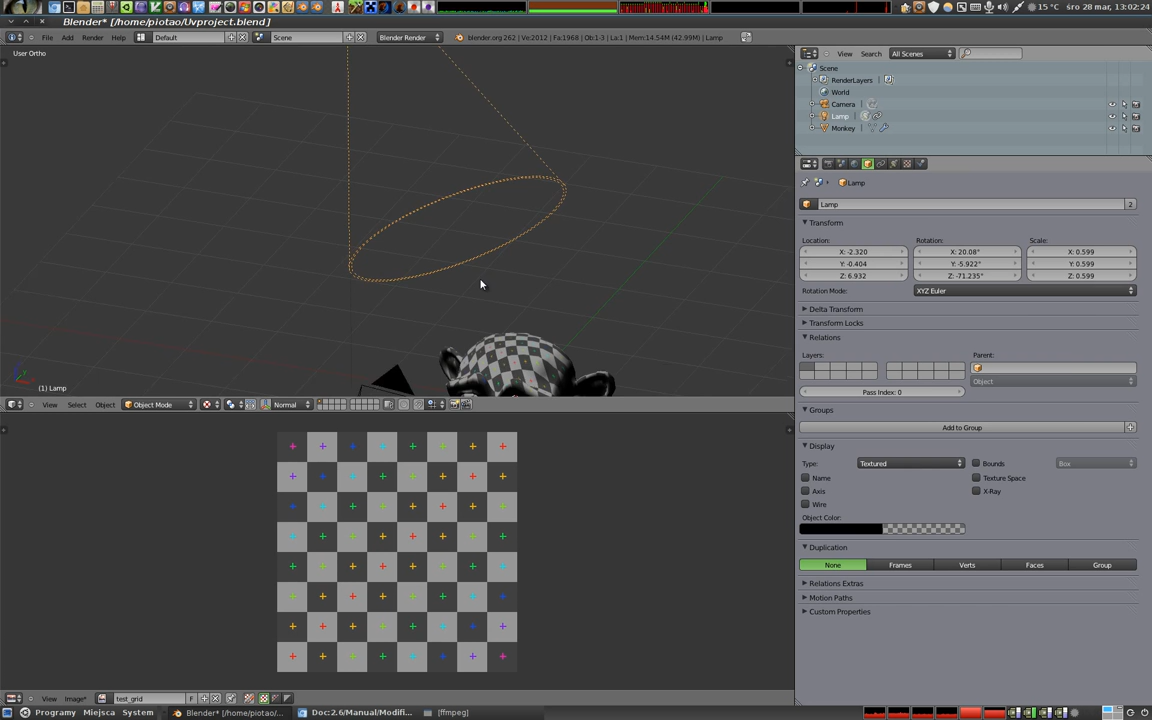 15 °C śro 28 mar, 13:02:24
Blender* [/home/piotao/Uvproject.blend]
File Add Render Help Default Scene Blender Render blender.org 262 | Ve:2012 | Fa:1968 | Ob:1-3 | La:1 | Mem:14.54M (42.99M) | Lamp
View Search All Scenes
User Ortho
Scene
RenderLayers
World
Camera
Lamp
Monkey
Lamp
Lamp 2
Transform
Location: Rotation: Scale:
X: -2.320 X: 20.08° X: 0.599
Y: -0.404 Y: -5.922° Y: 0.599
Z: 6.932 Z: -71.235° Z: 0.599
Rotation Mode: XYZ Euler
Delta Transform
Transform Locks
Relations
Layers: Parent:
Object
Pass Index: 0
Groups
Add to Group
Display
Type: Textured Bounds Box
Name Texture Space
Axis X-Ray
Wire
Object Color:
Duplication
None Frames Verts Faces Group
Relations Extras
Motion Paths
Custom Properties
(1) Lamp
View Select Object Object Mode Normal
View Image* test_grid F
Programy Miejsca System Blender* [/home/piotao/... Doc:2.6/Manual/Modifi... [ffmpeg]